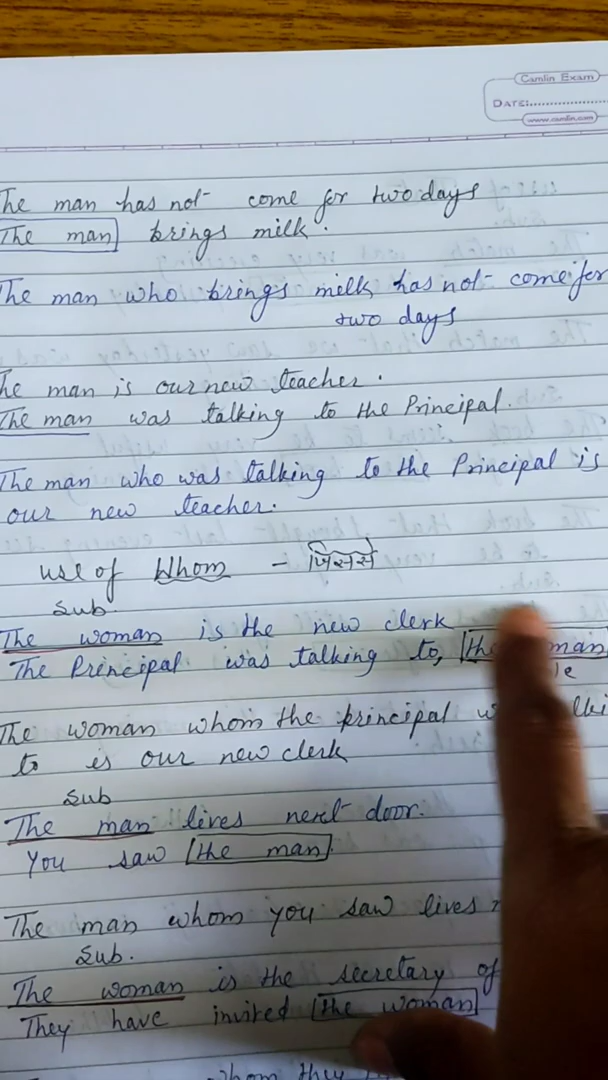 Camlin Exam
DATE:
www.camlin.com
The man has not come for two days
The man brings milk.
The man who brings milk has not come for
two days
The man is our new teacher.
The man was talking to the Principal.
The man who was talking to the Principal is
our new teacher.
use of Whom - जिससे
Sub.
The woman is the new clerk
The Principal was talking to, the
The woman whom the principal
to is our new clerk
Sub
The man lives next door.
You saw the man
The man whom you saw lives
Sub.
The woman is the secretary of
They have invited the woman
whom they